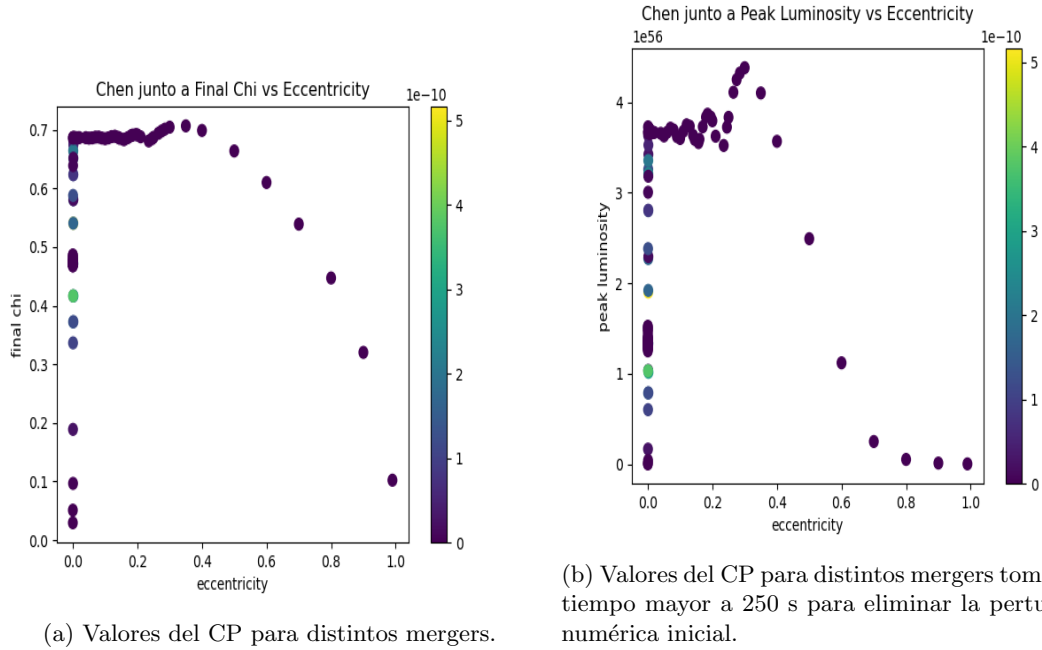 Chen junto a Final Chi vs Eccentricity
1e−10
0.7
0.6
0.5
0.4
0.3
0.2
0.1
0.0
final chi
0.0 0.2 0.4 0.6 0.8 1.0
eccentricity
5
4
3
2
1
0
(a) Valores del CP para distintos mergers.
Chen junto a Peak Luminosity vs Eccentricity
1e56
1e−10
4
3
2
1
0
peak luminosity
0.0 0.2 0.4 0.6 0.8 1.0
eccentricity
5
4
3
2
1
0
(b) Valores del CP para distintos mergers tom
tiempo mayor a 250 s para eliminar la pertu
numérica inicial.